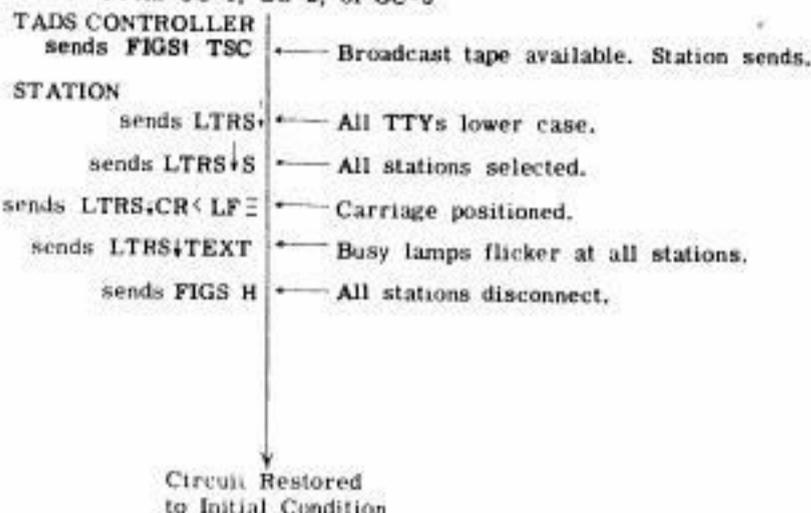 TADS CONTROLLER
sends FIGS↑ TSC ← Broadcast tape available. Station sends.
STATION
sends LTRS↓ ← All TTYs lower case.
sends LTRS↓S ← All stations selected.
sends LTRS↓CR< LF≡ ← Carriage positioned.
sends LTRS↓TEXT ← Busy lamps flicker at all stations.
sends FIGS H ← All stations disconnect.
Circuit Restored
to Initial Condition